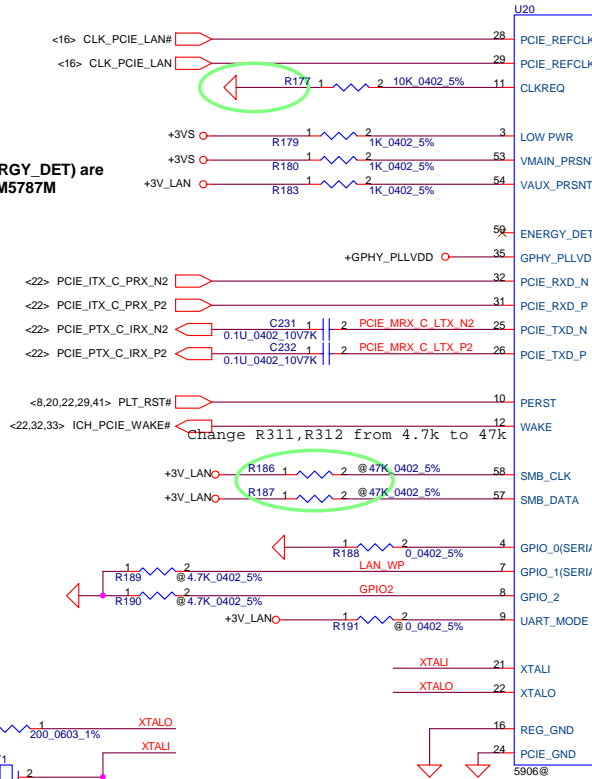 U20
<16> CLK_PCIE_LAN# 28 PCIE_REFCLK
<16> CLK_PCIE_LAN 29 PCIE_REFCLK
R177 1 2 10K_0402_5% 11 CLKREQ
+3VS R179 1 2 1K_0402_5% 3 LOW PWR
+3VS R180 1 2 1K_0402_5% 53 VMAIN_PRSNT
RGY_DET) are
+3V_LAN R183 1 2 1K_0402_5% 54 VAUX_PRSNT
M5787M
59 ENERGY_DET
+GPHY_PLLVDD 35 GPHY_PLLVD
<22> PCIE_ITX_C_PRX_N2 32 PCIE_RXD_N
<22> PCIE_ITX_C_PRX_P2 31 PCIE_RXD_P
<22> PCIE_PTX_C_IRX_N2 C231 1 2 0.1U_0402_10V7K PCIE_MRX_C_LTX_N2 25 PCIE_TXD_N
<22> PCIE_PTX_C_IRX_P2 C232 1 2 0.1U_0402_10V7K PCIE_MRX_C_LTX_P2 26 PCIE_TXD_P
<8,20,22,29,41> PLT_RST# 10 PERST
<22,32,33> ICH_PCIE_WAKE# 12 WAKE
Change R311,R312 from 4.7k to 47k
+3V_LAN R186 1 2 @47K_0402_5% 58 SMB_CLK
+3V_LAN R187 1 2 @47K_0402_5% 57 SMB_DATA
R188 1 2 0_0402_5% 4 GPIO_0(SERIA
R189 1 2 @4.7K_0402_5% LAN_WP 7 GPIO_1(SERIA
R190 1 2 @4.7K_0402_5% GPIO2 8 GPIO_2
+3V_LAN R191 1 2 @0_0402_5% 9 UART_MODE
XTALI 21 XTALI
XTALO 22 XTALO
1 200_0603_1% XTALO
16 REG_GND
XTALI
24 PCIE_GND
Y1
2
5906@